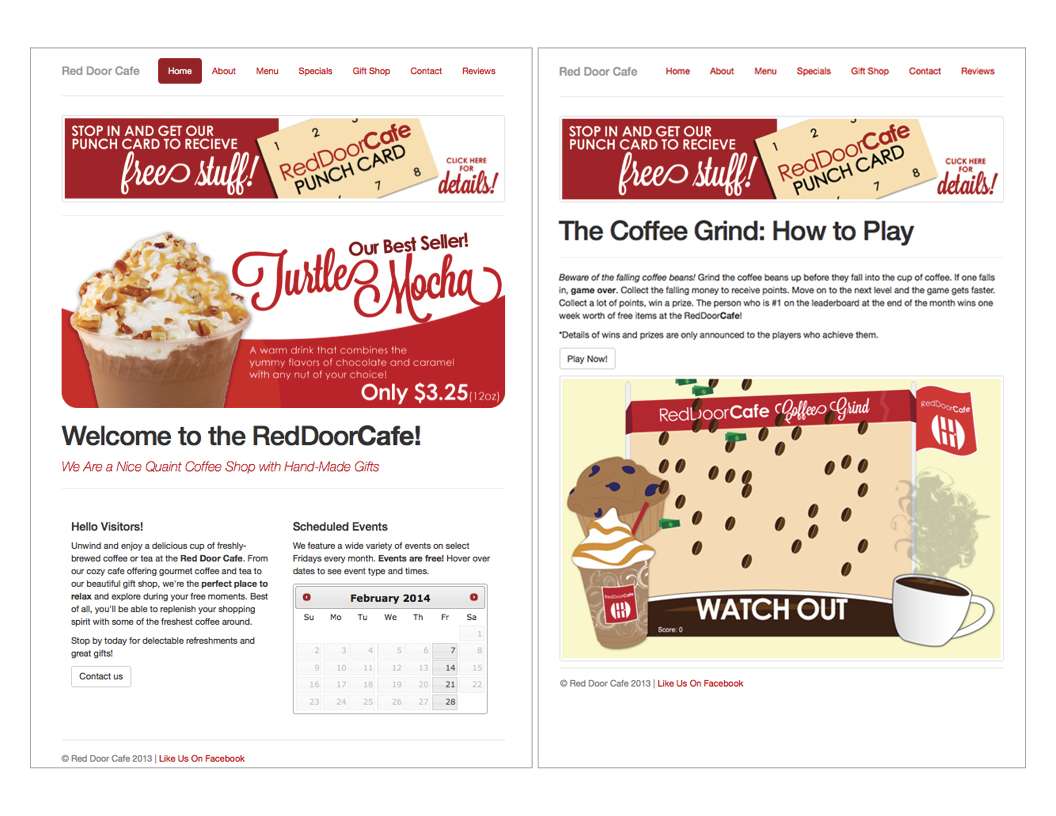 Red Door Cafe Home About Menu Specials Gift Shop Contact Reviews
STOP IN AND GET OUR
PUNCH CARD TO RECIEVE
free stuff!
1 2 3
RedDoorCafe
PUNCH CARD
7 8
CLICK HERE
FOR
details!
Our Best Seller!
Turtle Mocha
A warm drink that combines the
yummy flavors of chocolate and caramel
with any nut of your choice!
Only $3.25(12oz)
Welcome to the RedDoorCafe!
We Are a Nice Quaint Coffee Shop with Hand-Made Gifts
Hello Visitors!
Unwind and enjoy a delicious cup of freshly-
brewed coffee or tea at the Red Door Cafe. From
our cozy cafe offering gourmet coffee and tea to
our beautiful gift shop, we're the perfect place to
relax and explore during your free moments. Best
of all, you'll be able to replenish your shopping
spirit with some of the freshest coffee around.
Stop by today for delectable refreshments and
great gifts!
Contact us
Scheduled Events
We feature a wide variety of events on select
Fridays every month. Events are free! Hover over
dates to see event type and times.
February 2014
Su Mo Tu We Th Fr Sa
1
2 3 4 5 6 7 8
9 10 11 12 13 14 15
16 17 18 19 20 21 22
23 24 25 26 27 28
© Red Door Cafe 2013 | Like Us On Facebook
Red Door Cafe Home About Menu Specials Gift Shop Contact Reviews
STOP IN AND GET OUR
PUNCH CARD TO RECIEVE
free stuff!
1 2 3
RedDoorCafe
PUNCH CARD
7 8
CLICK HERE
FOR
details!
The Coffee Grind: How to Play
Beware of the falling coffee beans! Grind the coffee beans up before they fall into the cup of coffee. If one falls
in, game over. Collect the falling money to receive points. Move on to the next level and the game gets faster.
Collect a lot of points, win a prize. The person who is #1 on the leaderboard at the end of the month wins one
week worth of free items at the RedDoorCafe!
*Details of wins and prizes are only announced to the players who achieve them.
Play Now!
RedDoorCafe Coffee Grind
RedDoorCafe
RedDoorCafe
WATCH OUT
Score: 0
© Red Door Cafe 2013 | Like Us On Facebook